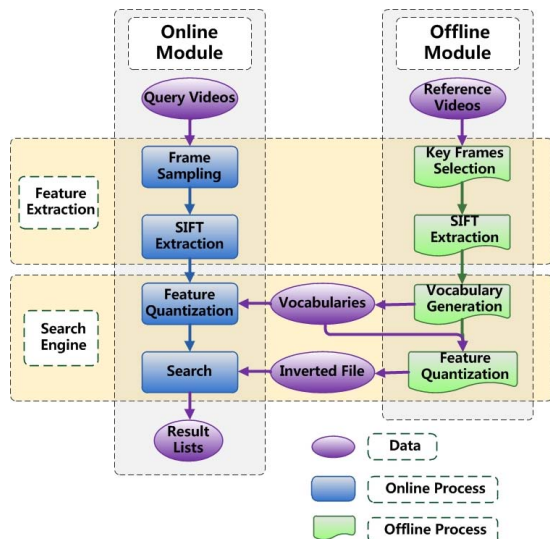 Online
Module
Offline
Module
Query Videos
Reference
Videos
Feature
Extraction
Frame
Sampling
Key Frames
Selection
SIFT
Extraction
SIFT
Extraction
Search
Engine
Feature
Quantization
Vocabularies
Vocabulary
Generation
Search
Inverted File
Feature
Quantization
Result
Lists
Data
Online Process
Offline Process